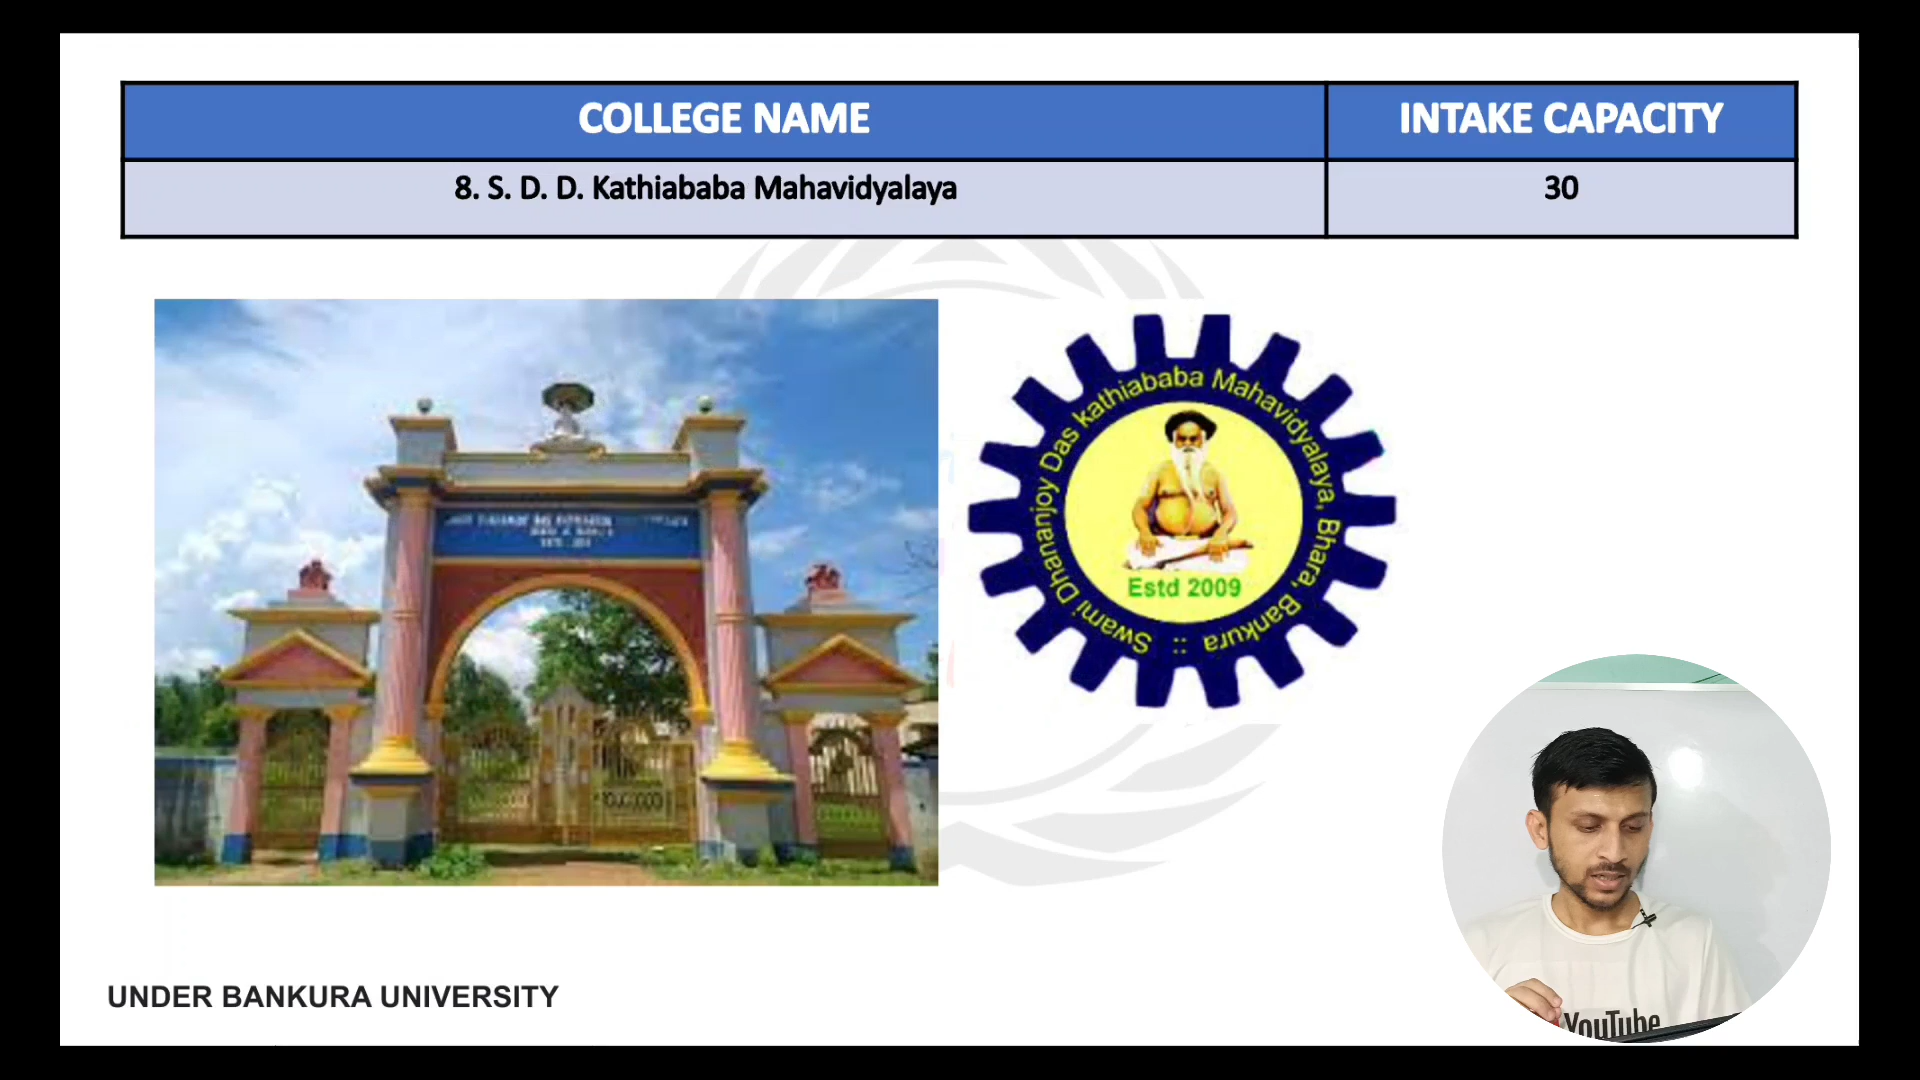 COLLEGE NAME
INTAKE CAPACITY
8. S. D. D. Kathiababa Mahavidyalaya
30
Swami Dhananjoy Das kathiababa Mahavidyalaya, Bhara, Bankura ::
Estd 2009
YouTube
UNDER BANKURA UNIVERSITY